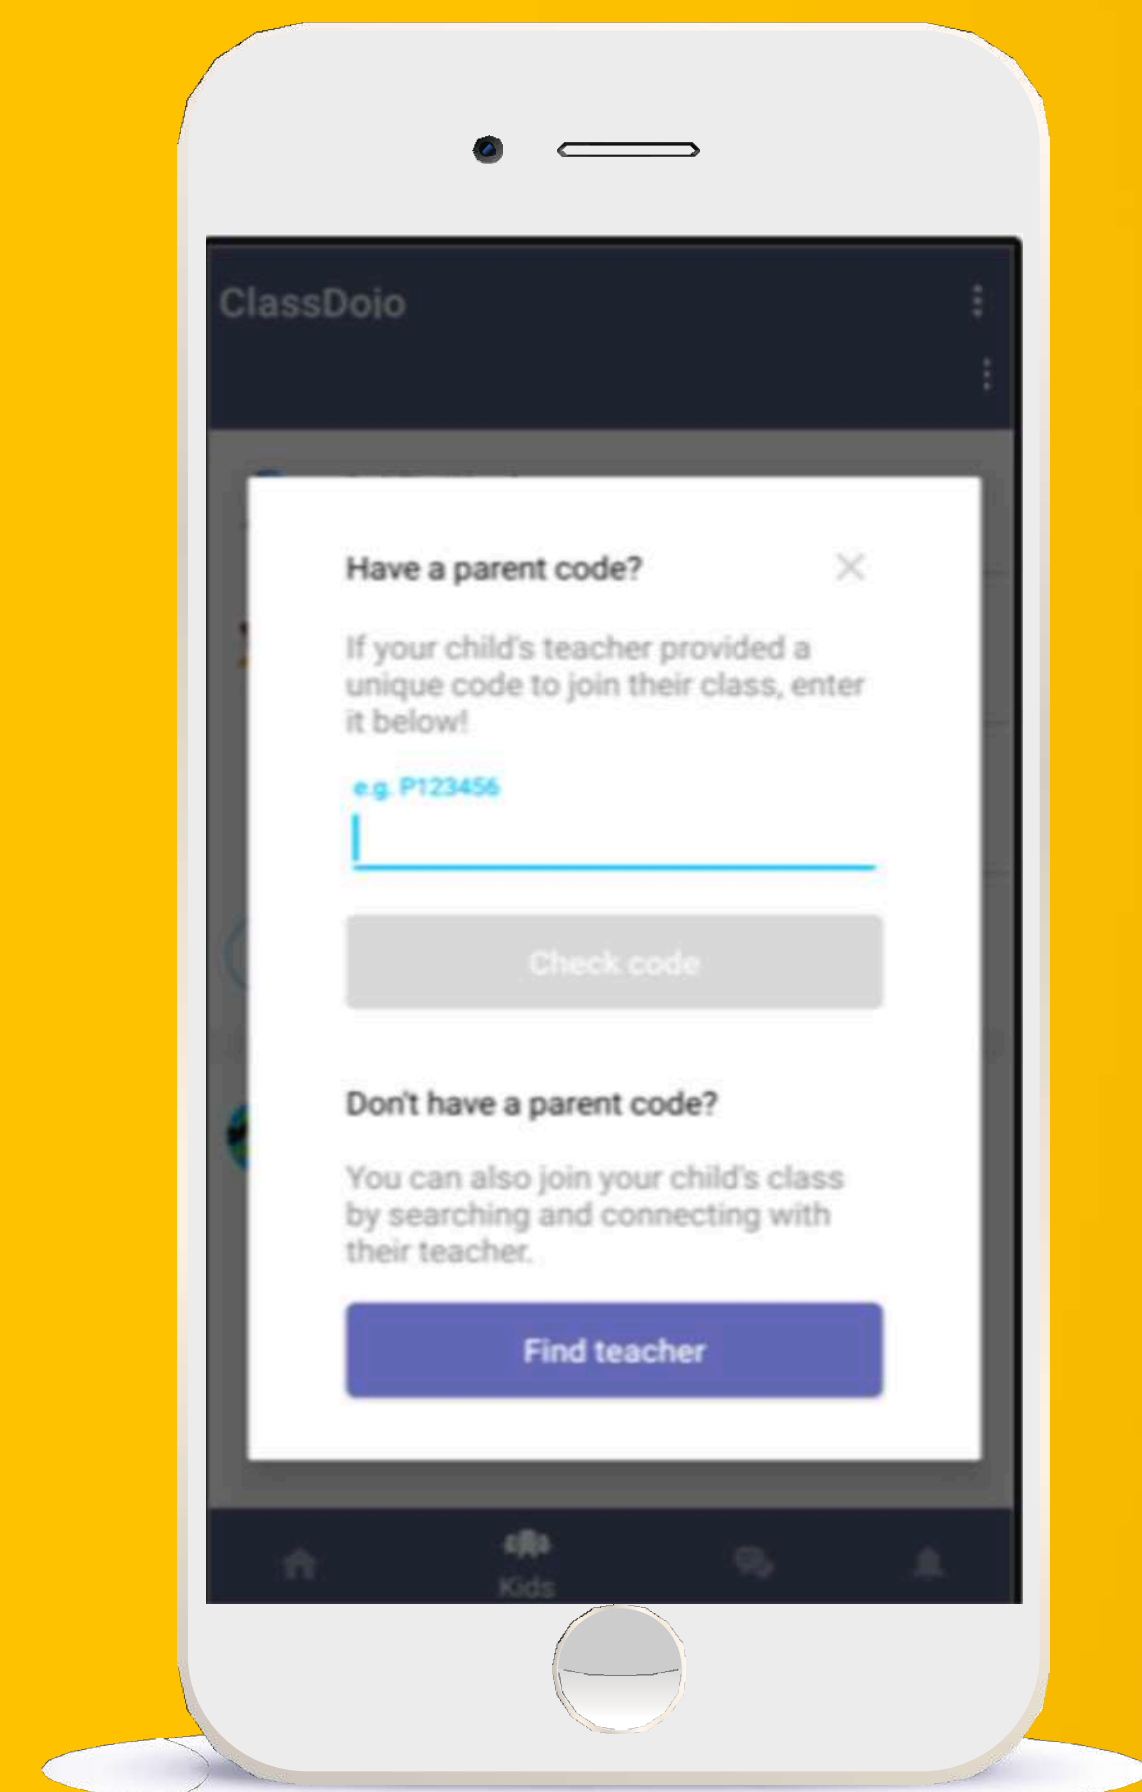 ClassDojo
Have a parent code?
If your child's teacher provided a
unique code to join their class, enter
it below!
e.g. P123456
Check code
Don't have a parent code?
You can also join your child's class
by searching and connecting with
their teacher.
Find teacher
Kids